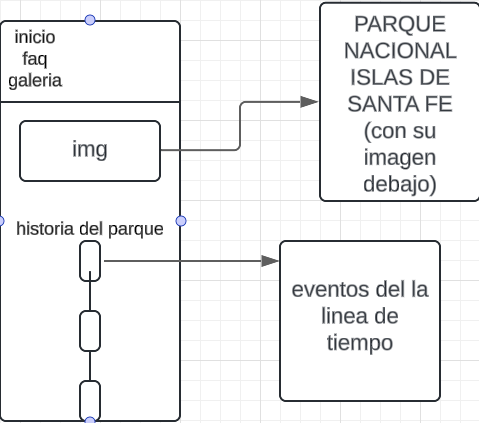 inicio
faq
galeria
img
historia del parque
PARQUE
NACIONAL
ISLAS DE
SANTA FE
(con su
imagen
debajo)
eventos del la
linea de
tiempo